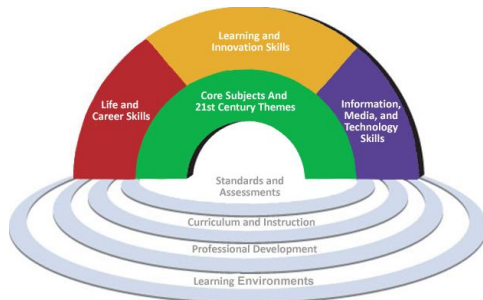 Learning and
Innovation Skills
Core Subjects And
21st Century Themes
Life and
Career Skills
Information,
Media, and
Technology
Skills
Standards and
Assessments
Curriculum and Instruction
Professional Development
Learning Environments